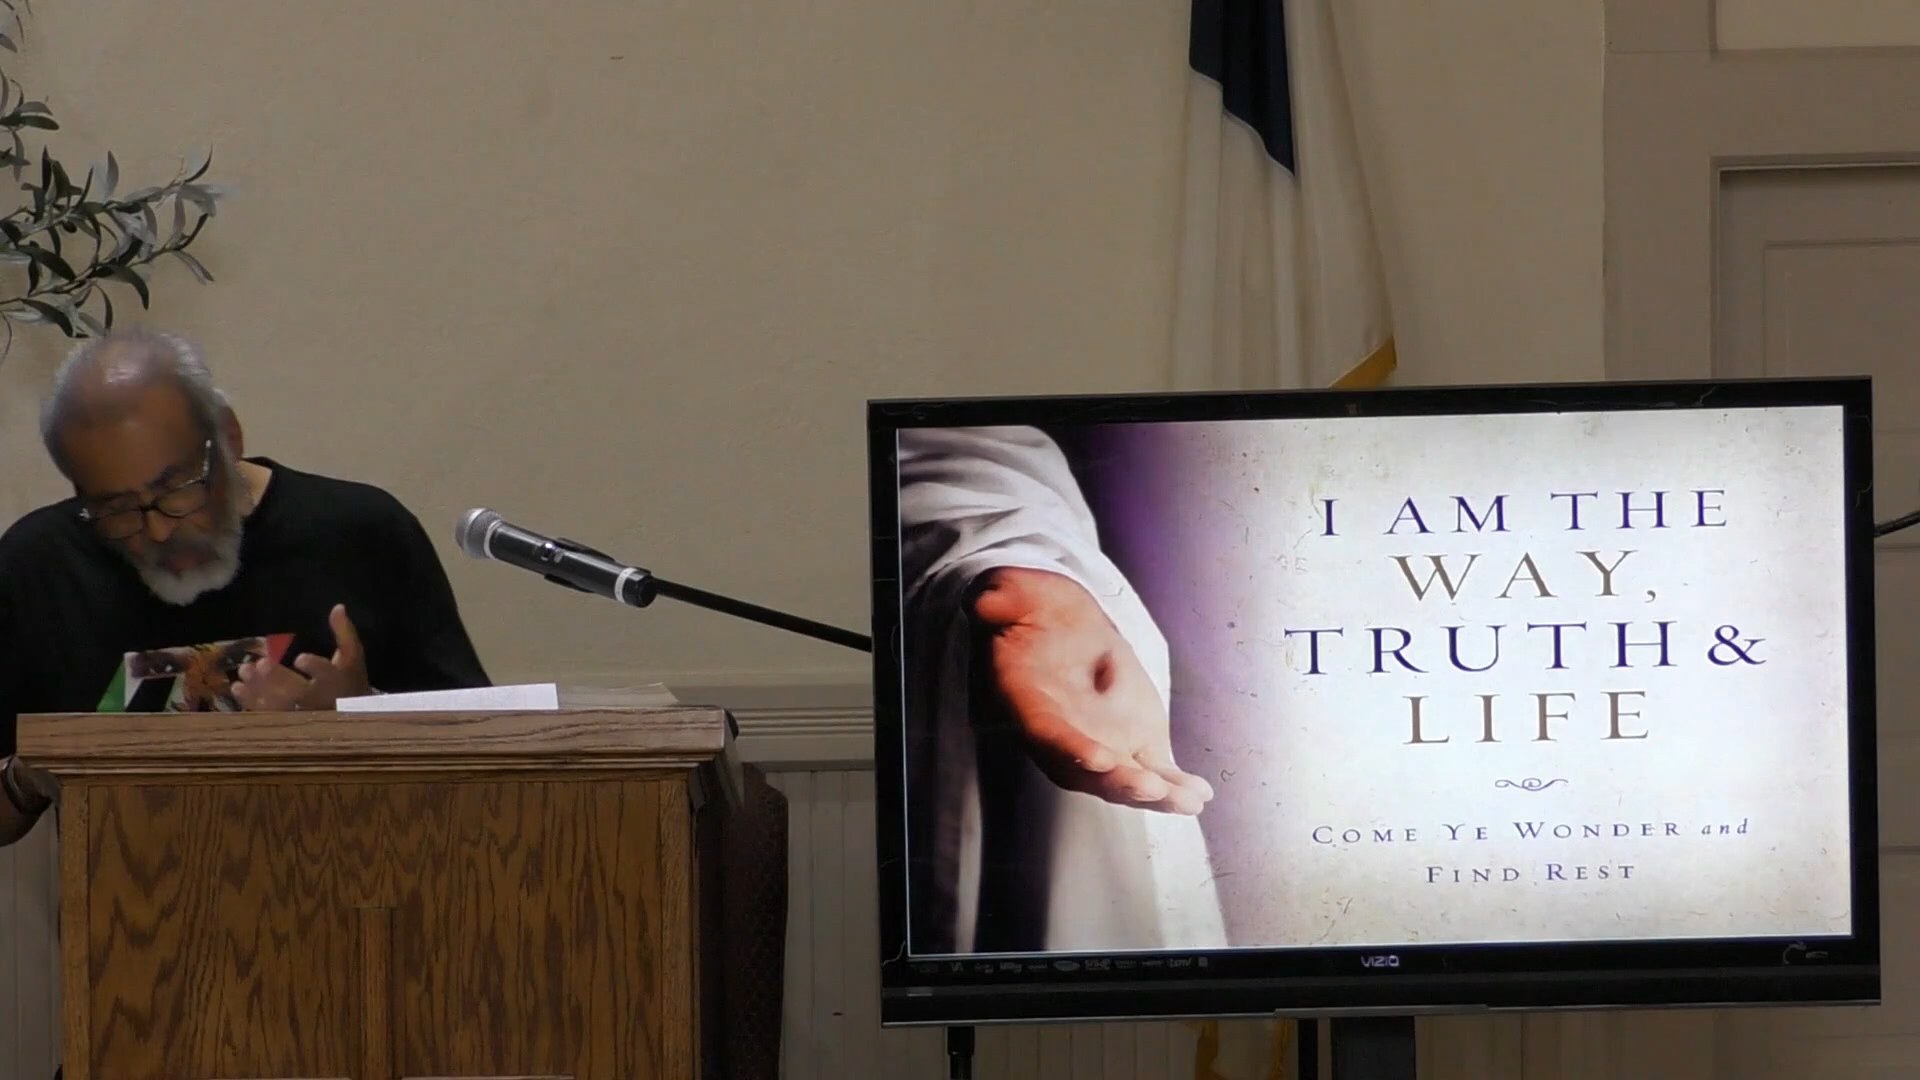 I AM THE
WAY,
TRUTH &
LIFE
COME YE WONDER and
FIND REST
VIZIO